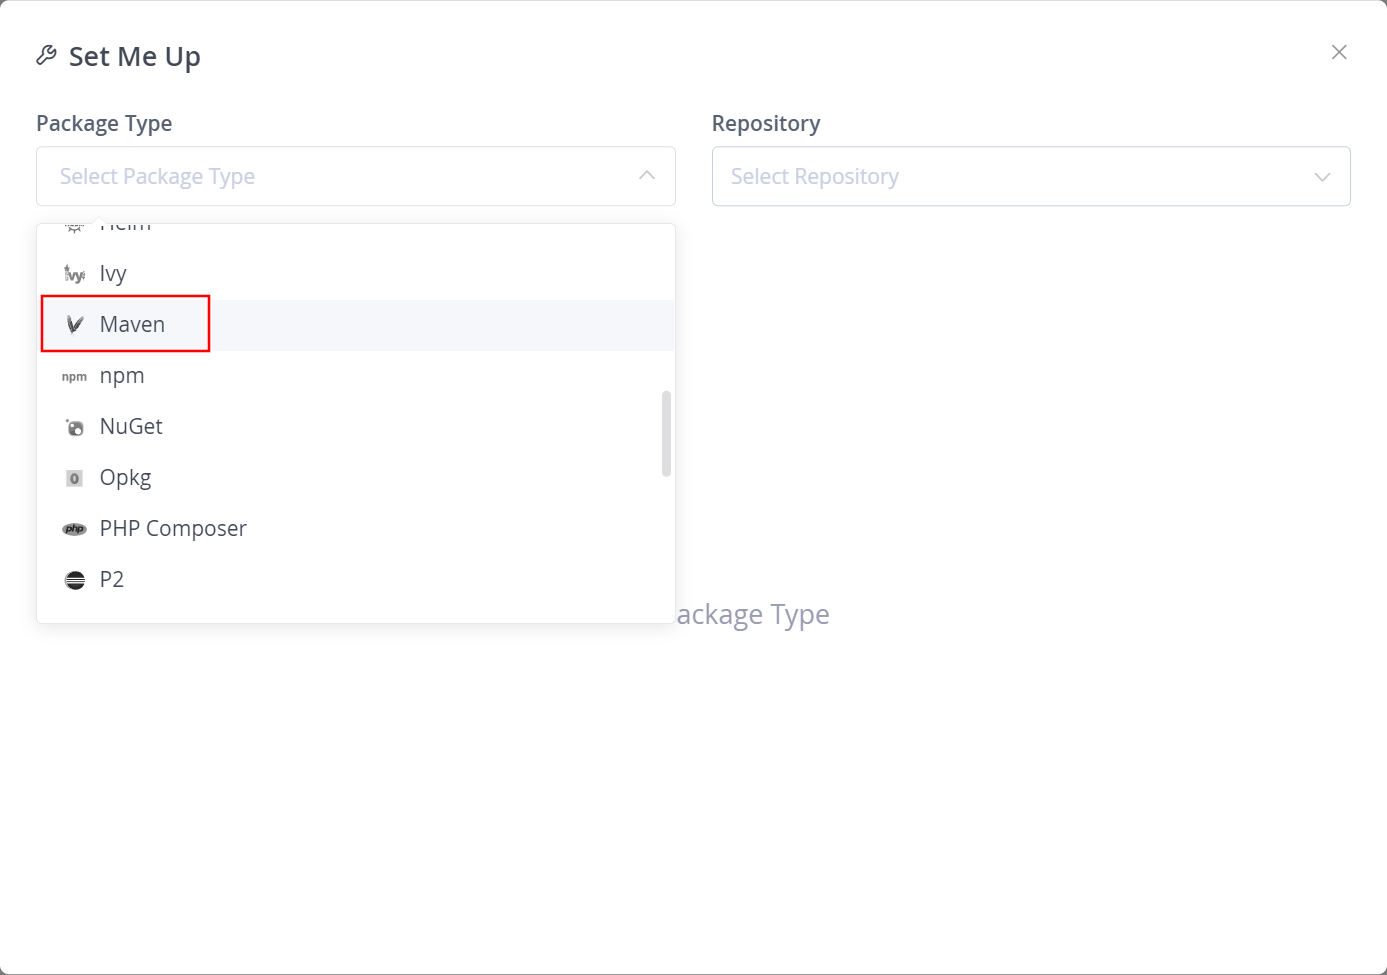 Set Me Up
Package Type
Repository
Select Package Type
Select Repository
Helm
Ivy
Ivy
Maven
npm
npm
NuGet
0
Opkg
php
PHP Composer
P2
ackage Type